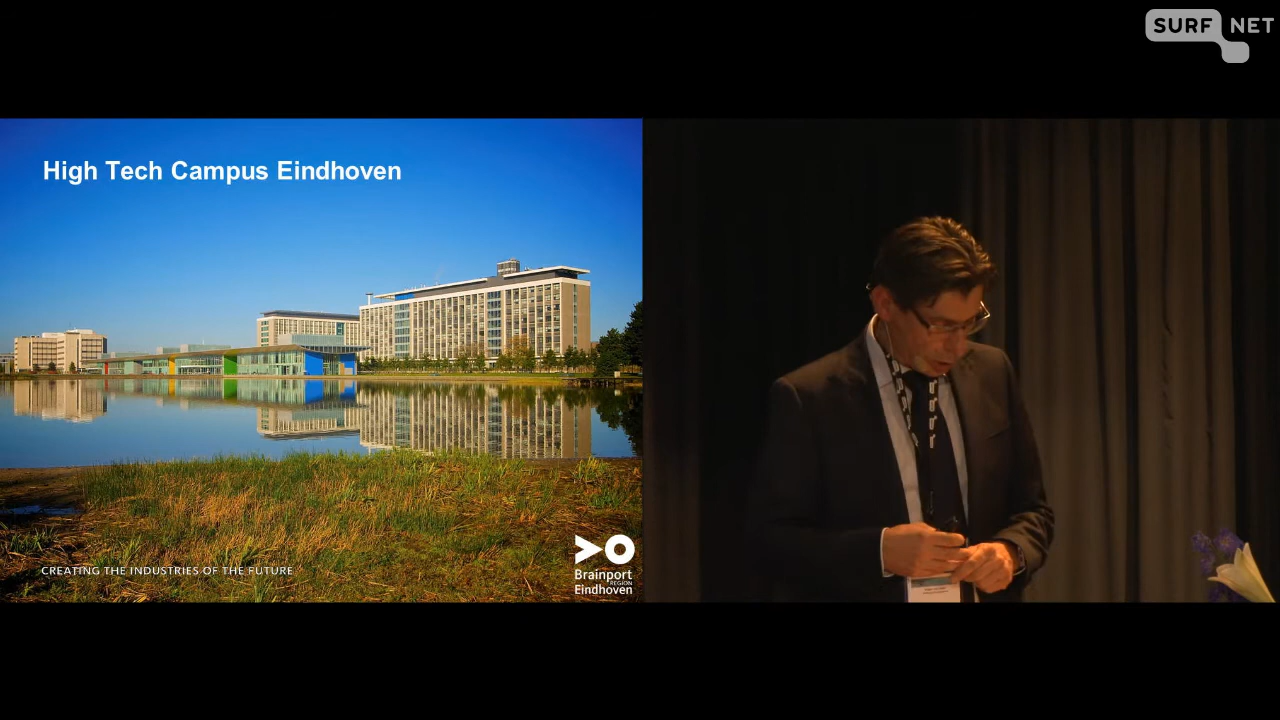 SURF NET
High Tech Campus Eindhoven
CREATING THE INDUSTRIES OF THE FUTURE
Brainport
REGION
Eindhoven